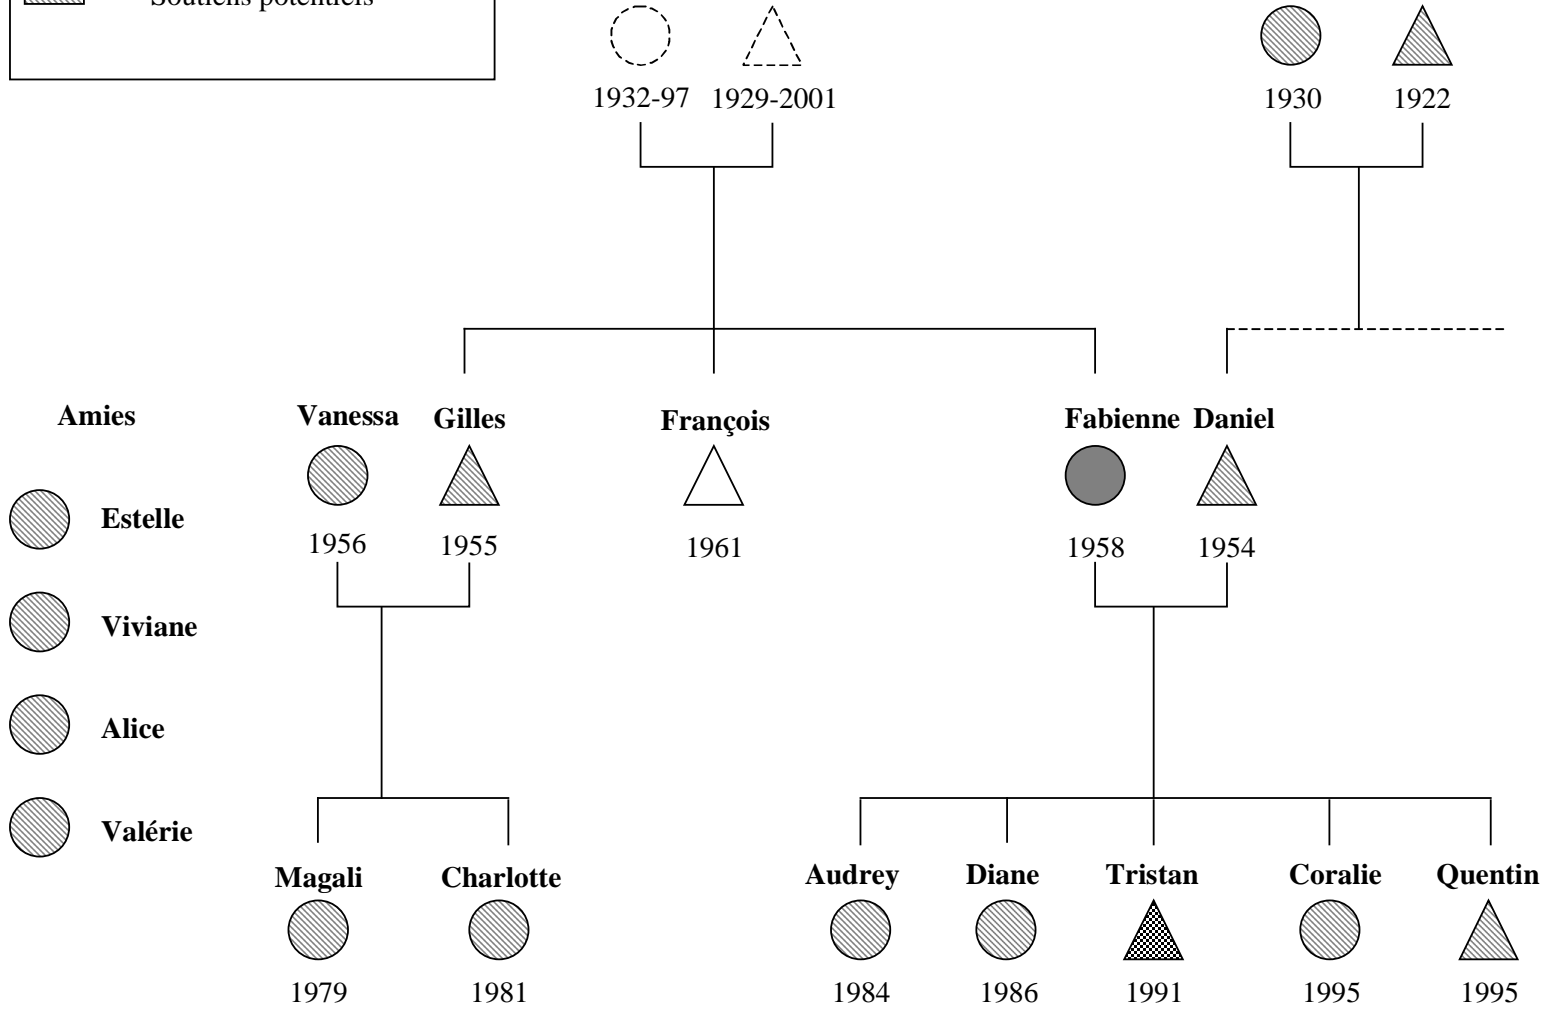 Soutiens potentiels
1932-97 1929-2001 1930 1922
Amies Vanessa Gilles François Fabienne Daniel
Estelle
1956 1955 1961 1958 1954
Viviane
Alice
Valérie
Magali Charlotte Audrey Diane Tristan Coralie Quentin
1979 1981 1984 1986 1991 1995 1995